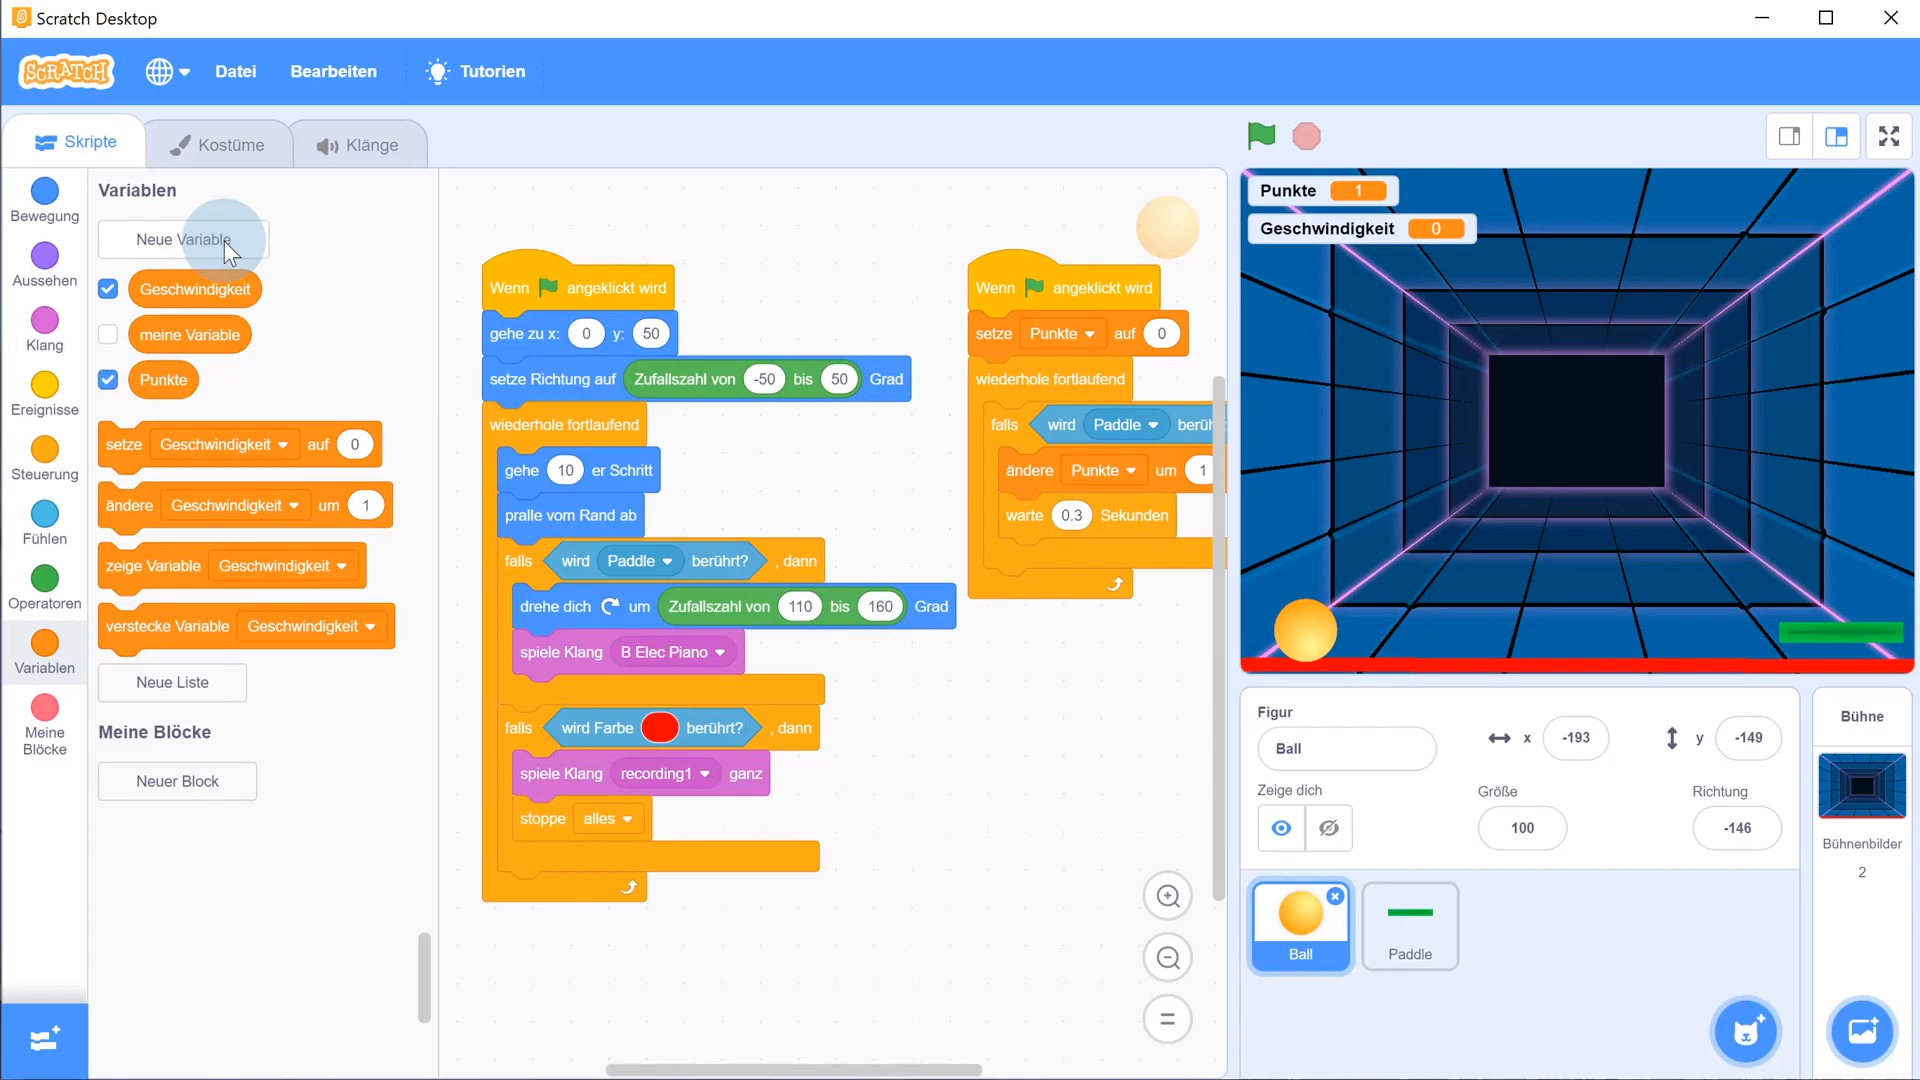 Scratch Desktop
SCRATCH
Datei
Bearbeiten
Tutorien
Skripte
Kostüme
Klänge
Bewegung
Aussehen
Klang
Ereignisse
Steuerung
Fühlen
Operatoren
Variablen
Meine
Blöcke
Variablen
Neue Variable
Geschwindigkeit
meine Variable
Punkte
setze Geschwindigkeit auf 0
ändere Geschwindigkeit um 1
zeige Variable Geschwindigkeit
verstecke Variable Geschwindigkeit
Neue Liste
Meine Blöcke
Neuer Block
Wenn angeklickt wird
gehe zu x: 0 y: 50
setze Richtung auf Zufallszahl von -50 bis 50 Grad
wiederhole fortlaufend
gehe 10 er Schritt
pralle vom Rand ab
falls wird Paddle berührt? , dann
drehe dich um Zufallszahl von 110 bis 160 Grad
spiele Klang B Elec Piano
falls wird Farbe berührt? , dann
spiele Klang recording1 ganz
stoppe alles
Wenn angeklickt wird
setze Punkte auf 0
wiederhole fortlaufend
falls wird Paddle berüh
ändere Punkte um 1
warte 0.3 Sekunden
Punkte 1
Geschwindigkeit 0
Figur
Ball
x -193
y -149
Zeige dich
Größe
100
Richtung
-146
Ball
Paddle
Bühne
Bühnenbilder
2